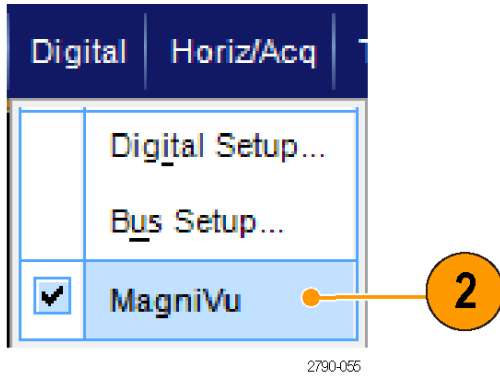 Digital Horiz/Acq
Digital Setup...
Bus Setup...
MagniVu
2
2790-055